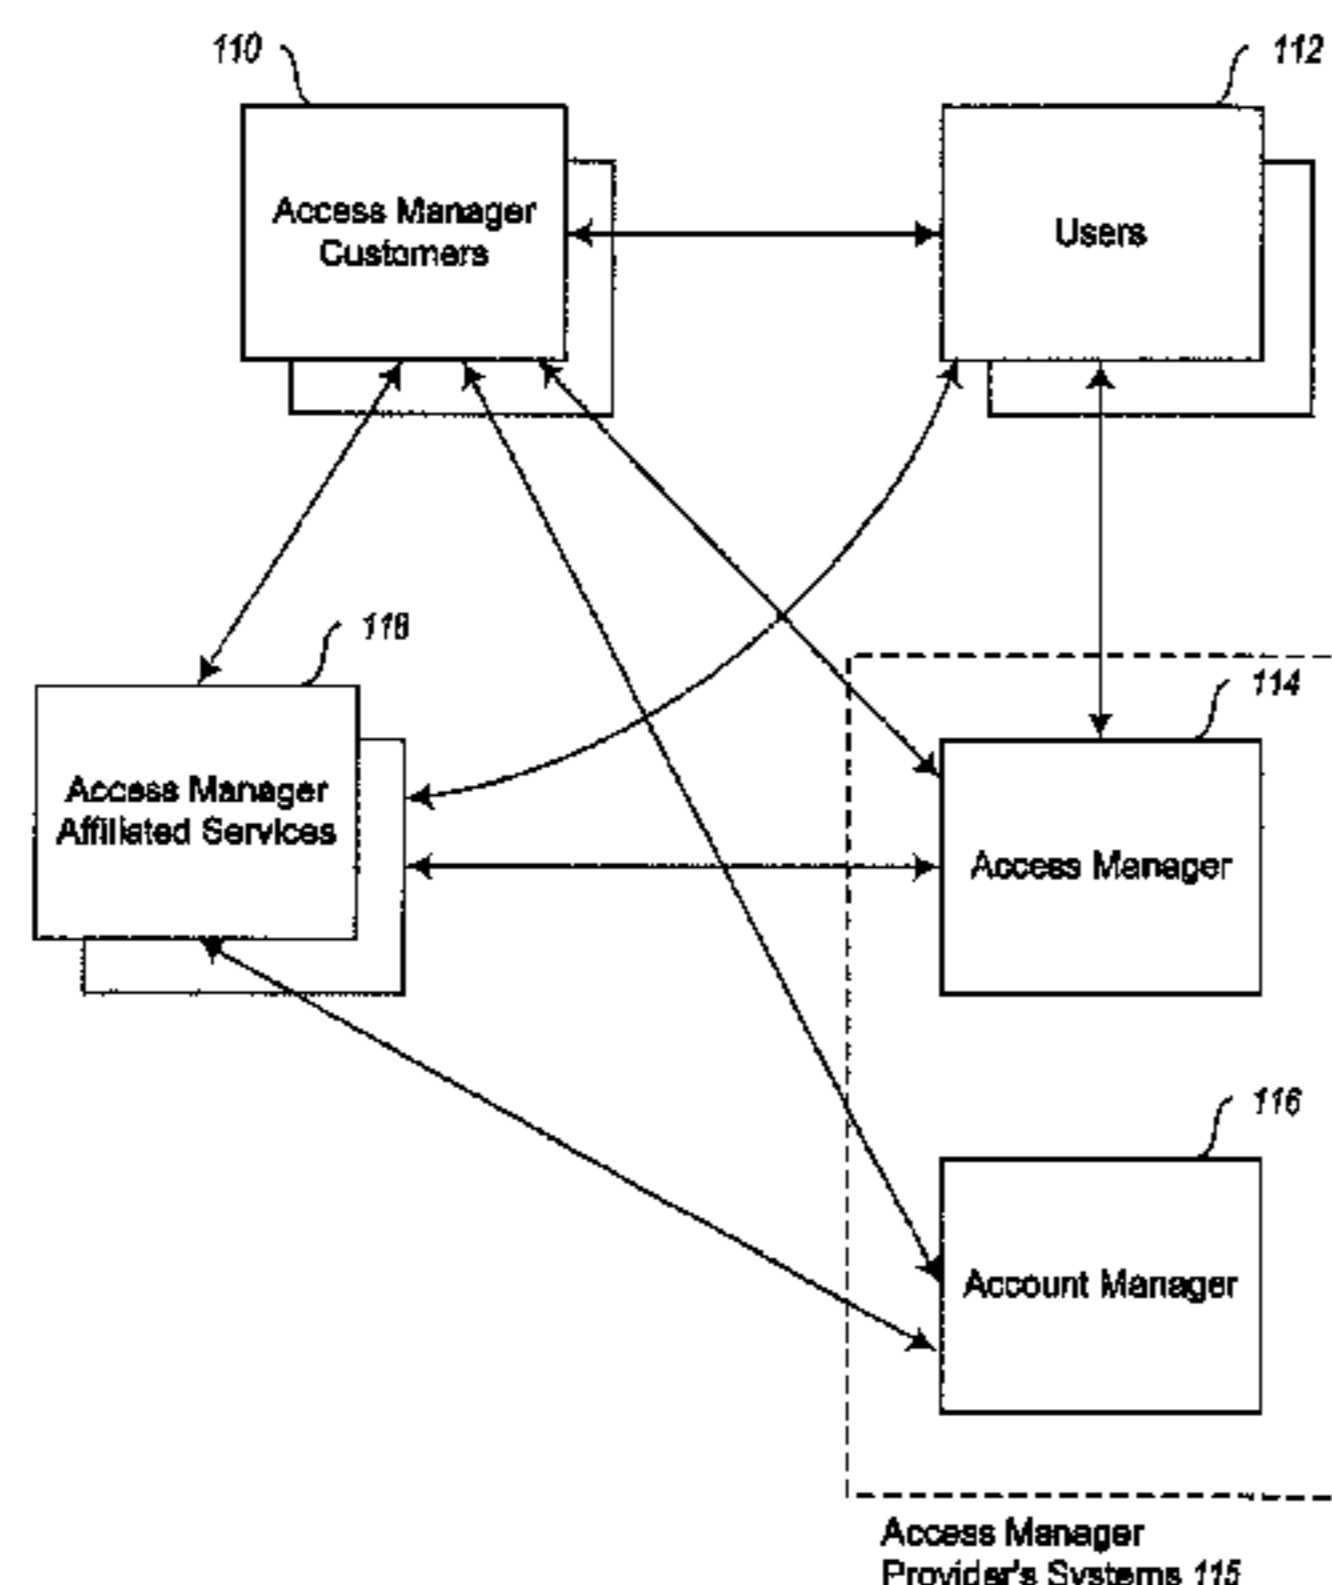 110
112
Access Manager
Customers
Users
118
114
Access Manager
Affiliated Services
Access Manager
116
Account Manager
Access Manager
Provider's Systems 115